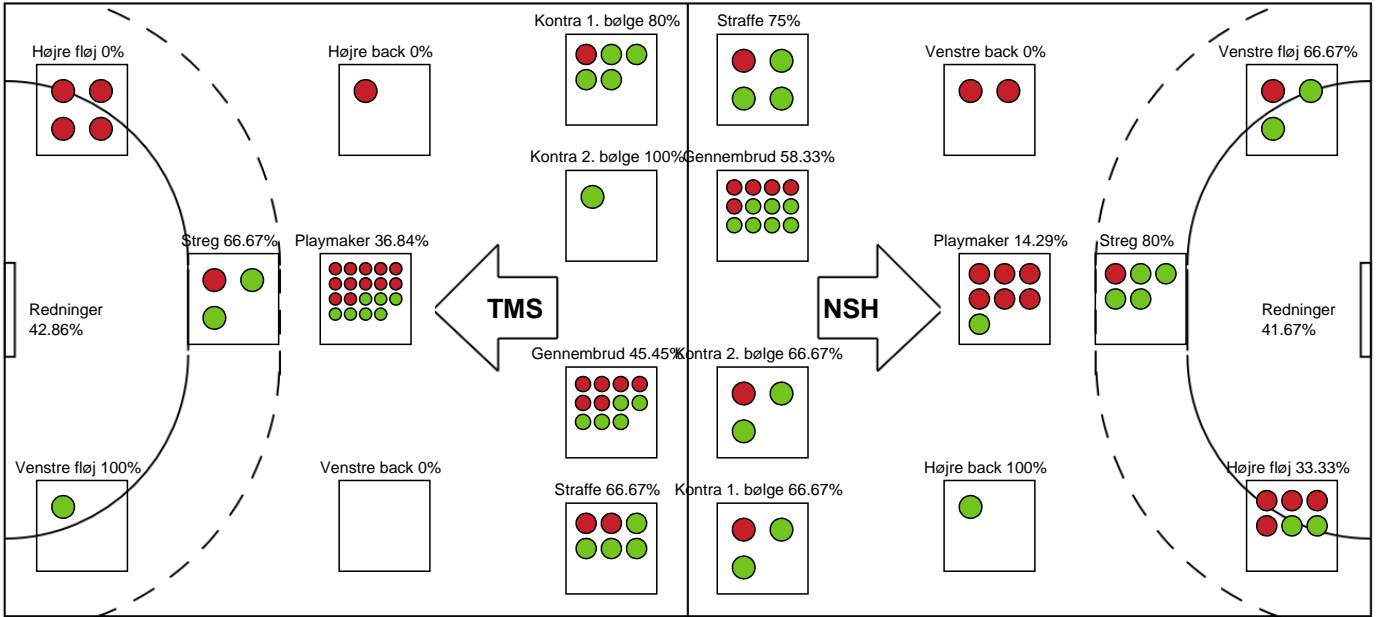 Kontra 1. bølge 80%
Straffe 75%
Højre fløj 0%
Højre back 0%
Venstre back 0%
Venstre fløj 66.67%
Kontra 2. bølge 100%
Gennembrud 58.33%
Streg 66.67%
Playmaker 36.84%
Playmaker 14.29%
Streg 80%
Redninger
42.86%
TMS
NSH
Redninger
41.67%
Gennembrud 45.45%
Kontra 2. bølge 66.67%
Venstre fløj 100%
Venstre back 0%
Straffe 66.67%
Kontra 1. bølge 66.67%
Højre back 100%
Højre fløj 33.33%